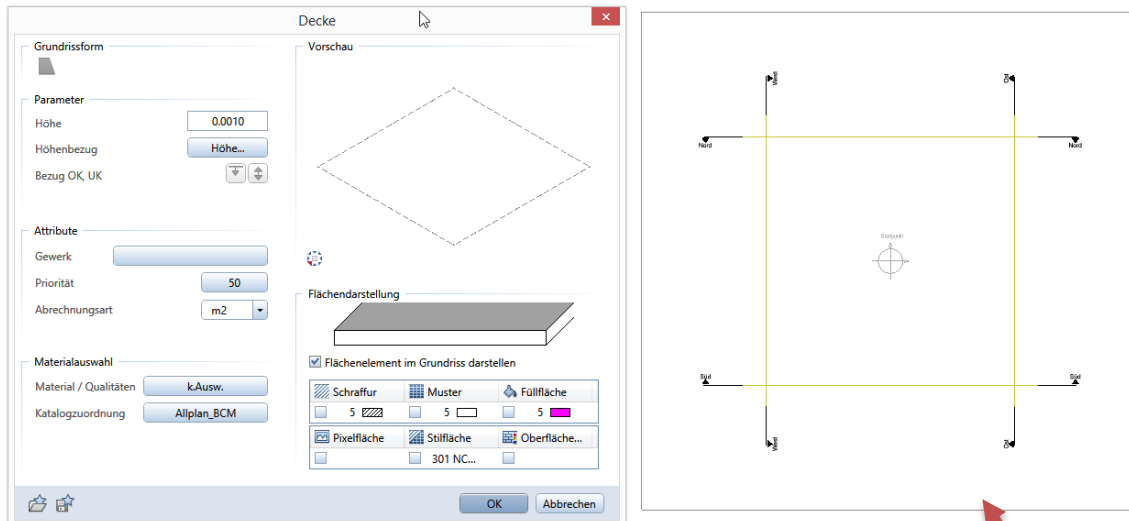 Decke
Grundrissform
Parameter
Höhe 0.0010
Höhenbezug Höhe...
Bezug OK, UK
Attribute
Gewerk
Priorität 50
Abrechnungsart m2
Materialauswahl
Material / Qualitäten k.Ausw.
Katalogzuordnung Allplan_BCM
Vorschau
Flächendarstellung
Flächenelement im Grundriss darstellen
Schraffur Muster Füllfläche
5 5 5
Pixelfläche Stilfläche Oberfläche...
301 NC...
OK Abbrechen
West Ost
Nord Nord
Süd Süd
West Ost